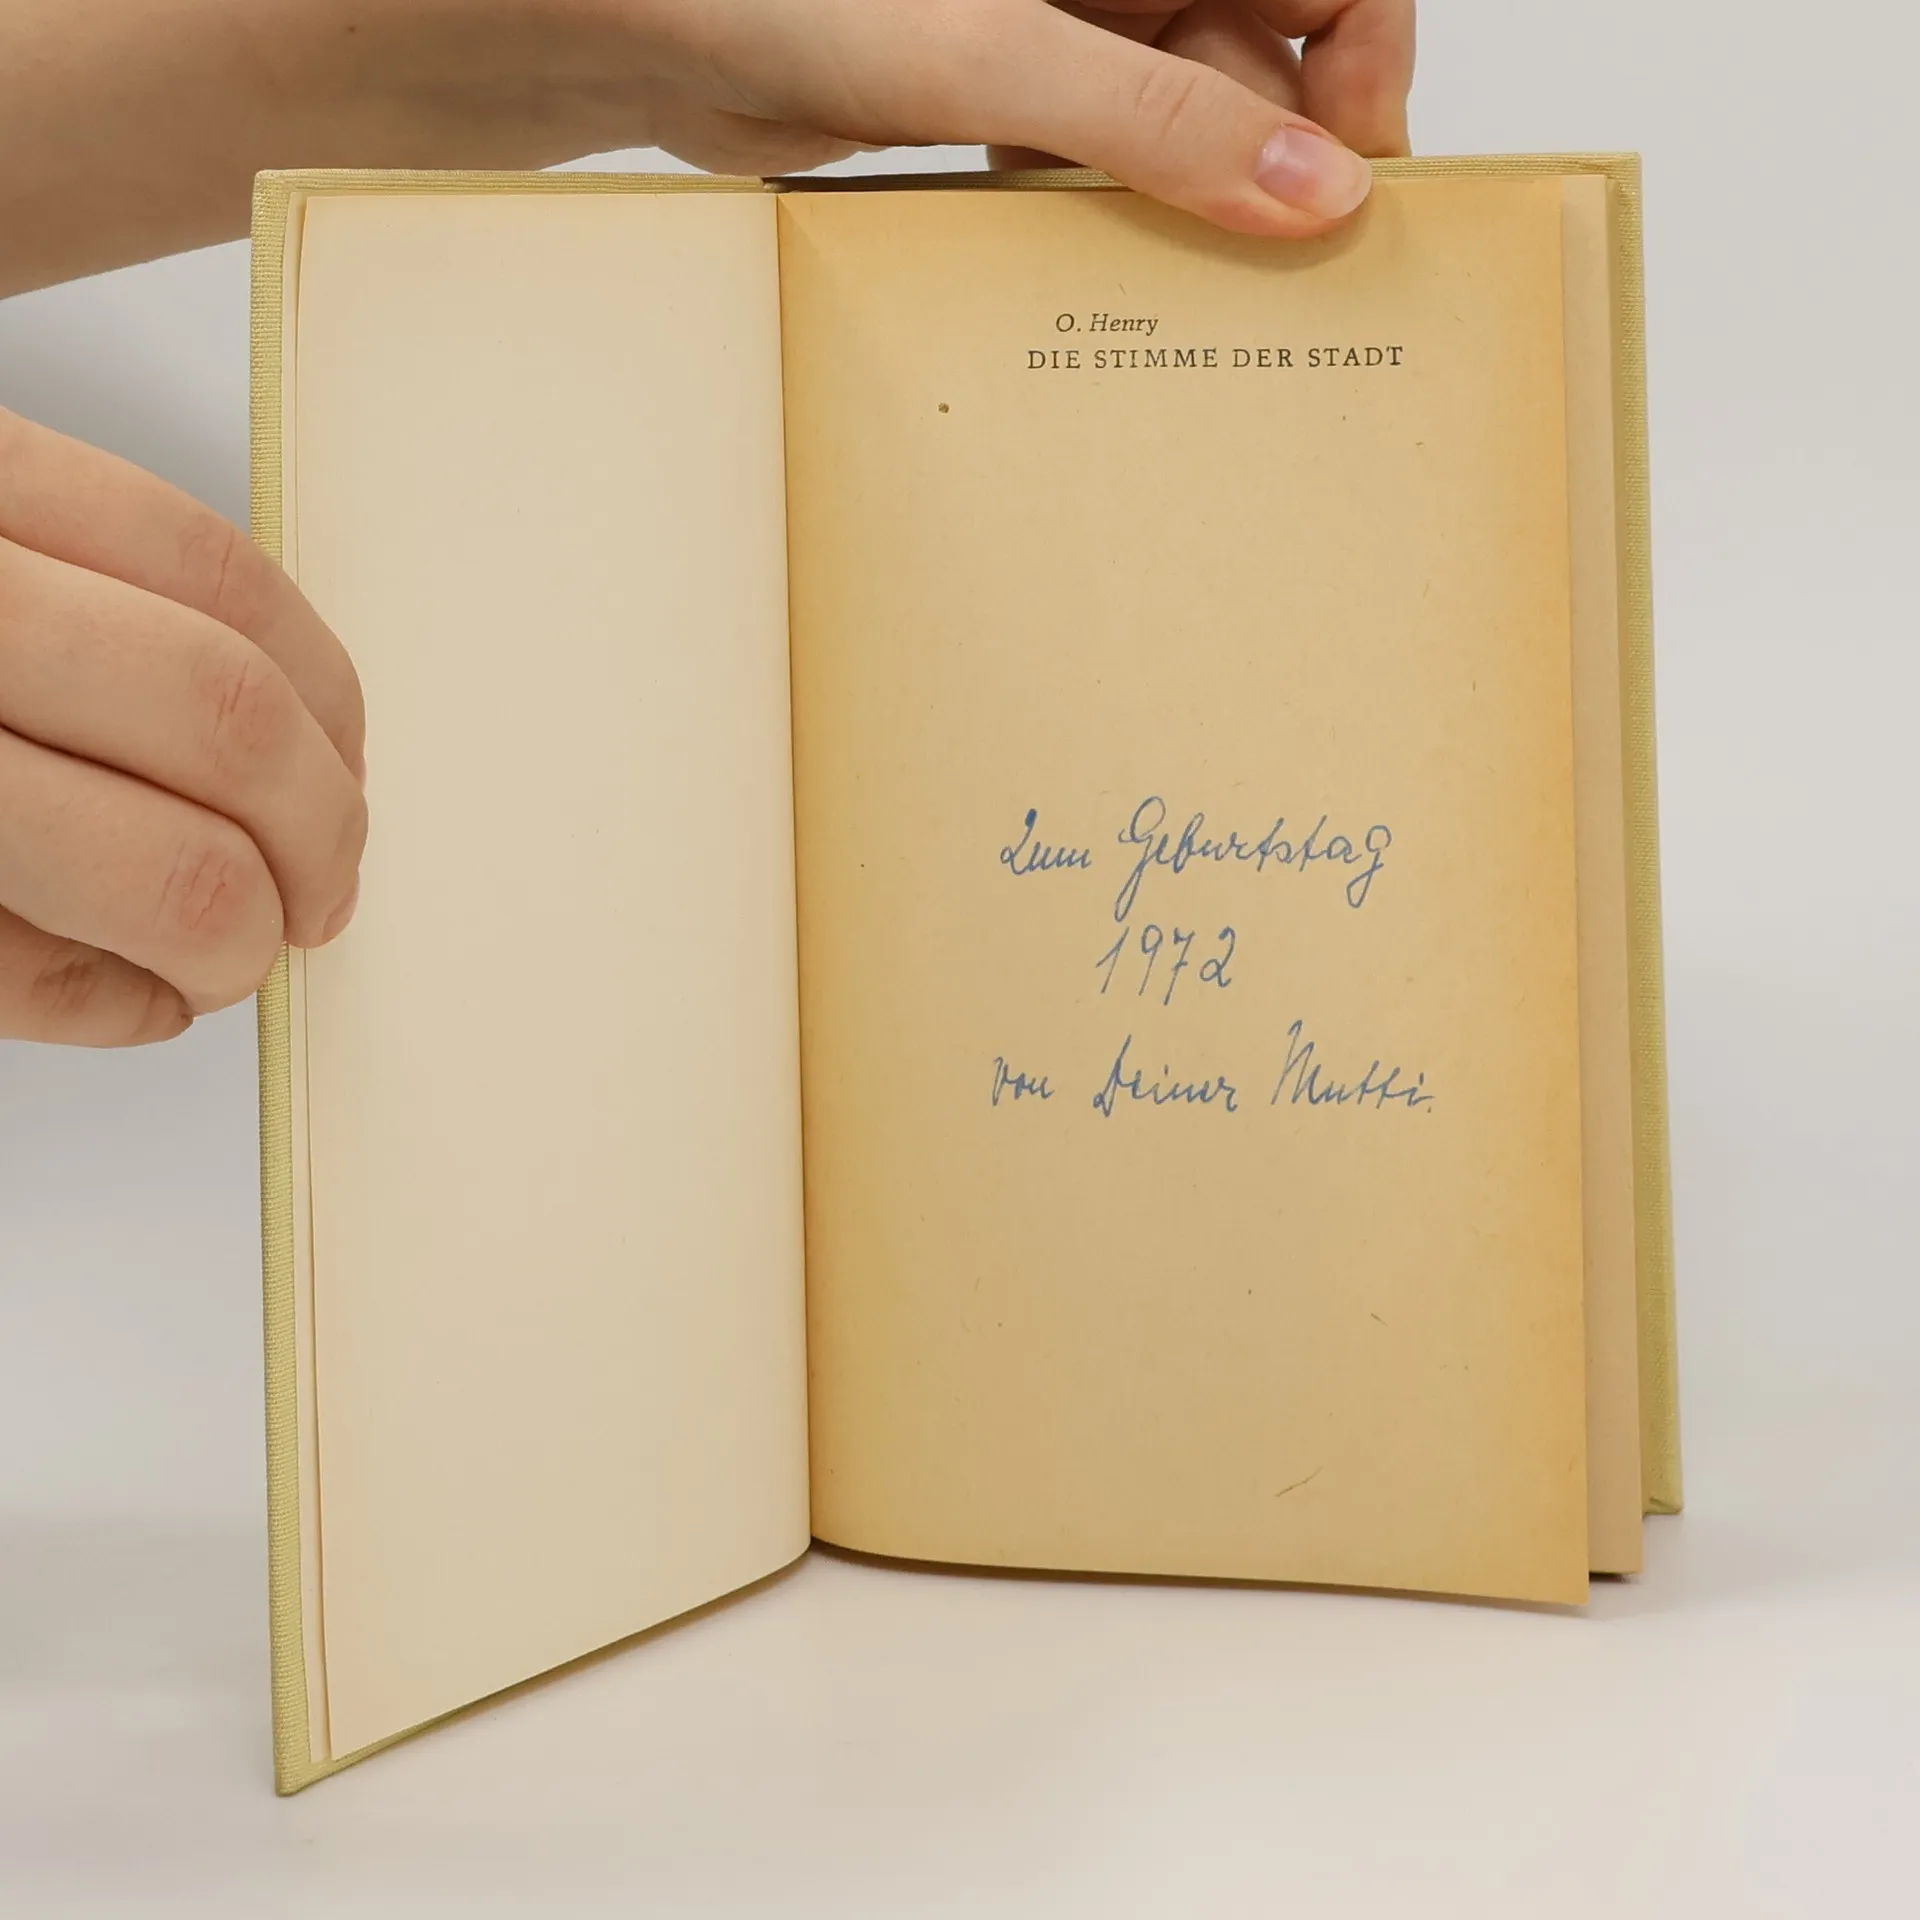 O. Henry
DIE STIMME DER STADT
Zum Geburtstag
1972
von Deiner Mutti.